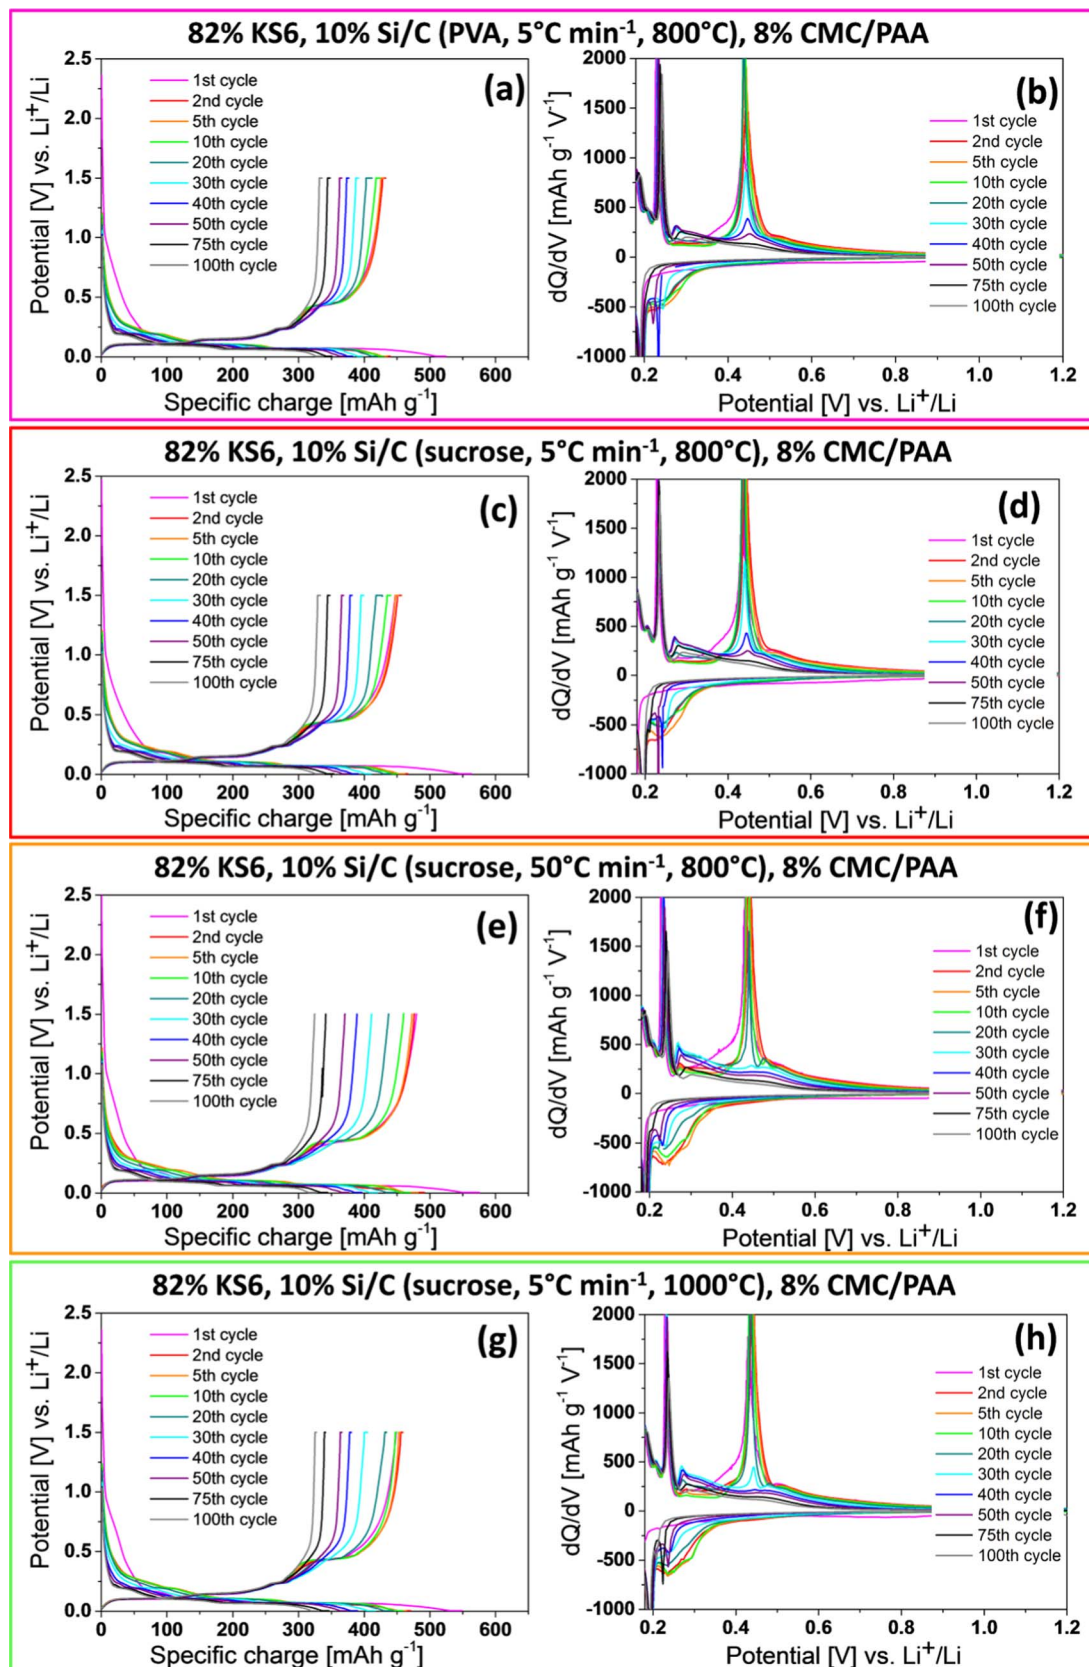 82% KS6, 10% Si/C (PVA, 5°C min⁻¹, 800°C), 8% CMC/PAA
(a)
Potential [V] vs. Li⁺/Li
2.5
2.0
1.5
1.0
0.5
0.0
1st cycle
2nd cycle
5th cycle
10th cycle
20th cycle
30th cycle
40th cycle
50th cycle
75th cycle
100th cycle
0 100 200 300 400 500 600
Specific charge [mAh g⁻¹]
(b)
dQ/dV [mAh g⁻¹ V⁻¹]
2000
1500
1000
500
0
-500
-1000
1st cycle
2nd cycle
5th cycle
10th cycle
20th cycle
30th cycle
40th cycle
50th cycle
75th cycle
100th cycle
0.2 0.4 0.6 0.8 1.0 1.2
Potential [V] vs. Li⁺/Li
82% KS6, 10% Si/C (sucrose, 5°C min⁻¹, 800°C), 8% CMC/PAA
(c)
Potential [V] vs. Li⁺/Li
2.5
2.0
1.5
1.0
0.5
0.0
1st cycle
2nd cycle
5th cycle
10th cycle
20th cycle
30th cycle
40th cycle
50th cycle
75th cycle
100th cycle
0 100 200 300 400 500 600
Specific charge [mAh g⁻¹]
(d)
dQ/dV [mAh g⁻¹ V⁻¹]
2000
1500
1000
500
0
-500
-1000
1st cycle
2nd cycle
5th cycle
10th cycle
20th cycle
30th cycle
40th cycle
50th cycle
75th cycle
100th cycle
0.2 0.4 0.6 0.8 1.0 1.2
Potential [V] vs. Li⁺/Li
82% KS6, 10% Si/C (sucrose, 50°C min⁻¹, 800°C), 8% CMC/PAA
(e)
Potential [V] vs. Li⁺/Li
2.5
2.0
1.5
1.0
0.5
0.0
1st cycle
2nd cycle
5th cycle
10th cycle
20th cycle
30th cycle
40th cycle
50th cycle
75th cycle
100th cycle
0 100 200 300 400 500 600
Specific charge [mAh g⁻¹]
(f)
dQ/dV [mAh g⁻¹ V⁻¹]
2000
1500
1000
500
0
-500
-1000
1st cycle
2nd cycle
5th cycle
10th cycle
20th cycle
30th cycle
40th cycle
50th cycle
75th cycle
100th cycle
0.2 0.4 0.6 0.8 1.0 1.2
Potential [V] vs. Li⁺/Li
82% KS6, 10% Si/C (sucrose, 5°C min⁻¹, 1000°C), 8% CMC/PAA
(g)
Potential [V] vs. Li⁺/Li
2.5
2.0
1.5
1.0
0.5
0.0
1st cycle
2nd cycle
5th cycle
10th cycle
20th cycle
30th cycle
40th cycle
50th cycle
75th cycle
100th cycle
0 100 200 300 400 500 600
Specific charge [mAh g⁻¹]
(h)
dQ/dV [mAh g⁻¹ V⁻¹]
2000
1500
1000
500
0
-500
-1000
1st cycle
2nd cycle
5th cycle
10th cycle
20th cycle
30th cycle
40th cycle
50th cycle
75th cycle
100th cycle
0.2 0.4 0.6 0.8 1.0 1.2
Potential [V] vs. Li⁺/Li